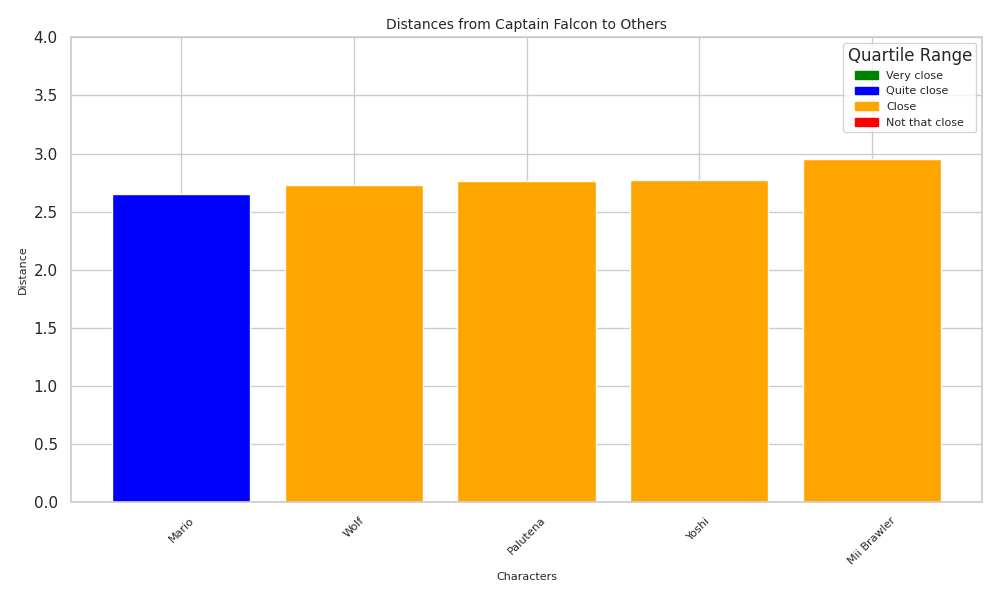 Distances from Captain Falcon to Others
4.0
3.5
3.0
2.5
2.0
1.5
1.0
0.5
0.0
Distance
Quartile Range
Very close
Quite close
Close
Not that close
Mario
Wolf
Palutena
Yoshi
Mii Brawler
Characters